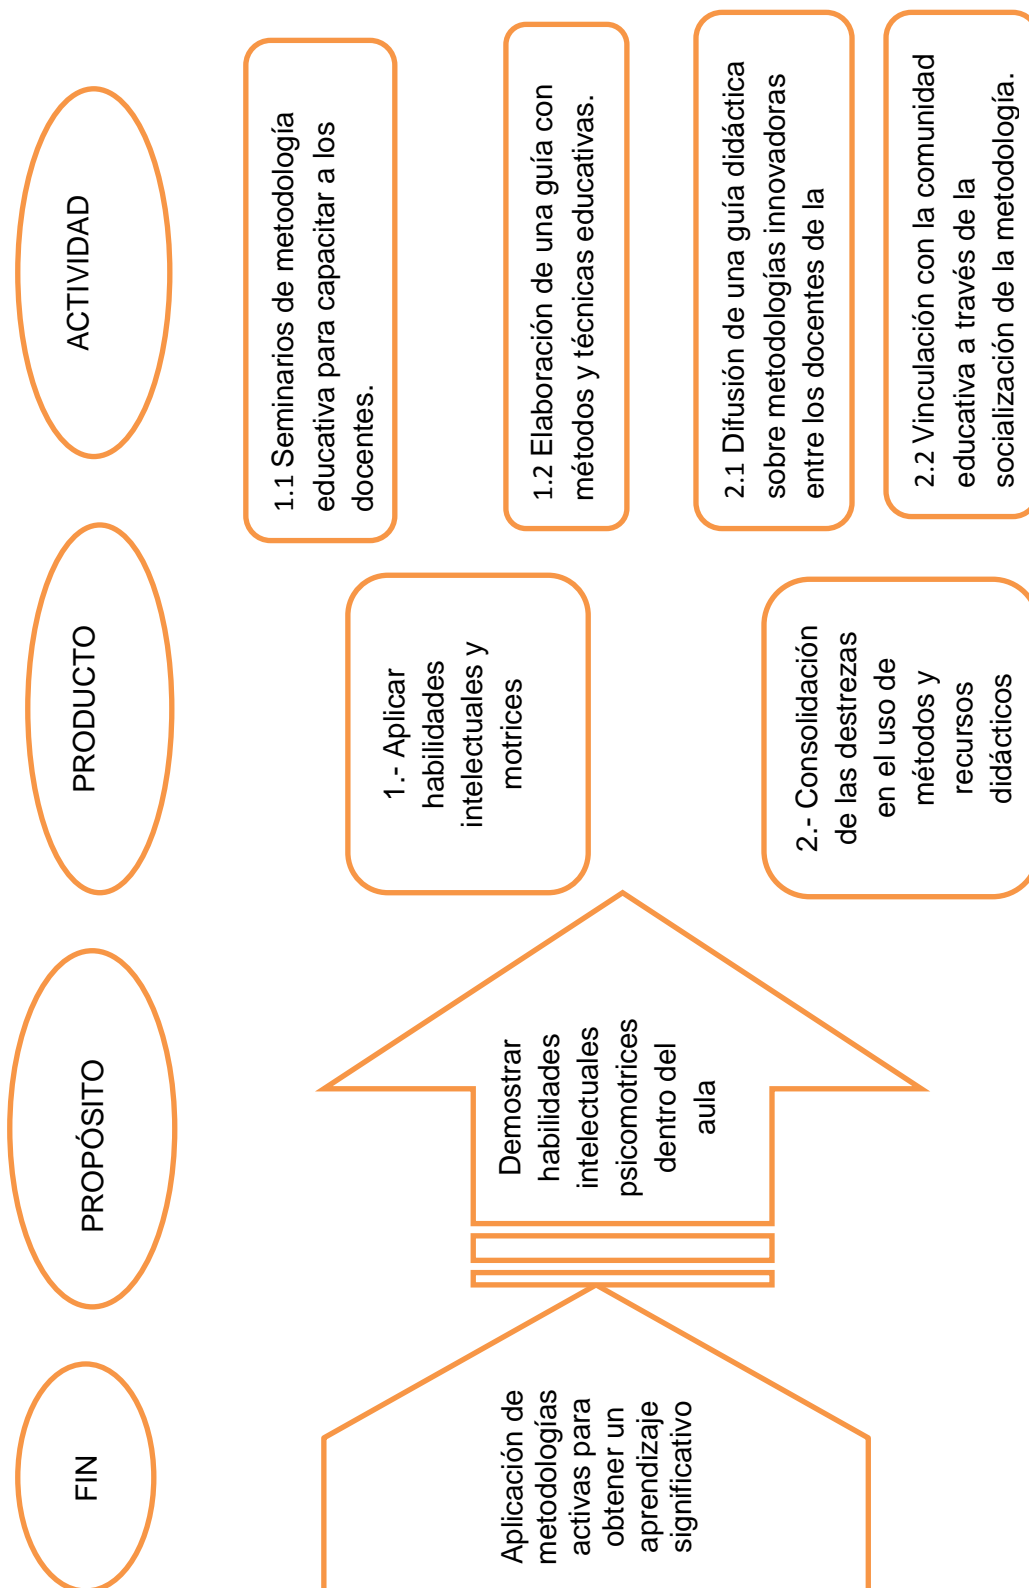 FIN
PROPÓSITO
PRODUCTO
ACTIVIDAD
Aplicación de
metodologías
activas para
obtener un
aprendizaje
significativo
Demostrar
habilidades
intelectuales
psicomotrices
dentro del
aula
1.- Aplicar
habilidades
intelectuales y
motrices
2.- Consolidación
de las destrezas
en el uso de
métodos y
recursos
didácticos
1.1 Seminarios de metodología
educativa para capacitar a los
docentes.
1.2 Elaboración de una guía con
métodos y técnicas educativas.
2.1 Difusión de una guía didáctica
sobre metodologías innovadoras
entre los docentes de la
2.2 Vinculación con la comunidad
educativa a través de la
socialización de la metodología.